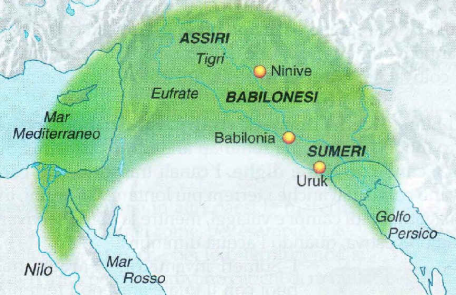 ASSIRI
Tigri
Ninive
Eufrate
BABILONESI
Mar
Mediterraneo
Babilonia
SUMERI
Uruk
Golfo
Persico
Nilo
Mar
Rosso